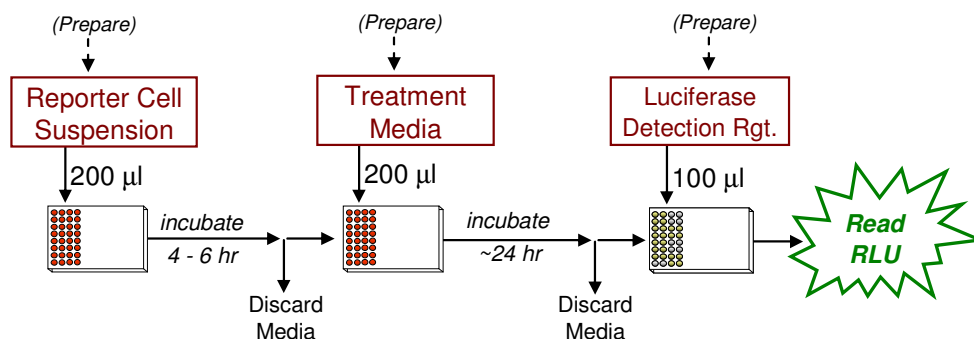 (Prepare)
(Prepare)
(Prepare)
Reporter Cell
Suspension
Treatment
Media
Luciferase
Detection Rgt.
200 µl
200 µl
100 µl
incubate
4 - 6 hr
incubate
~24 hr
Read
RLU
Discard
Media
Discard
Media